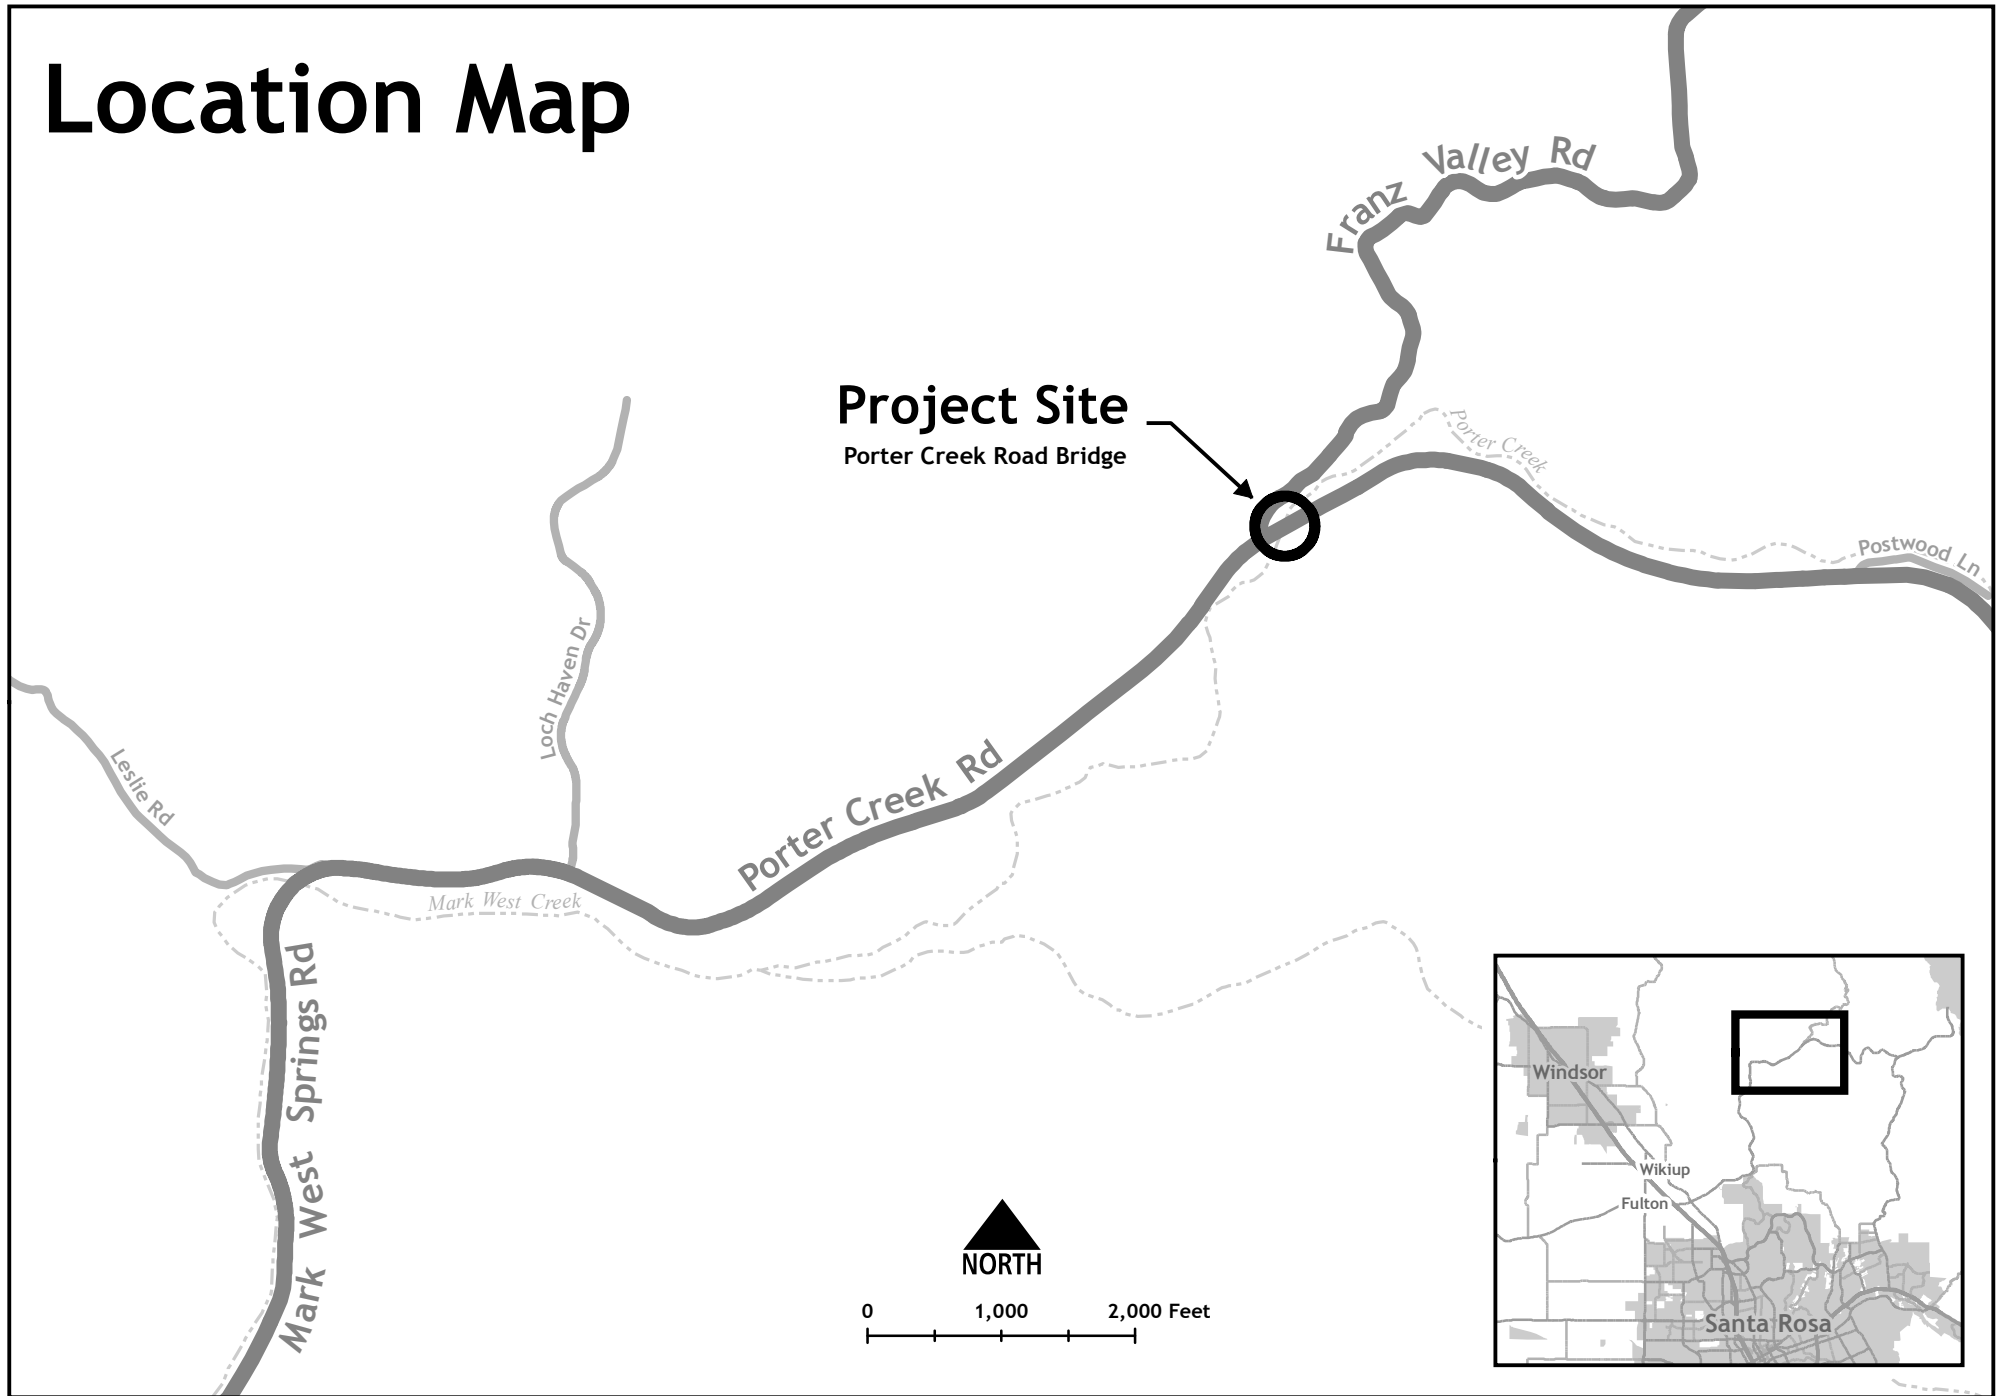 Location Map
Franz Valley Rd
Project Site
Porter Creek Road Bridge
Porter Creek
Postwood Ln
Loch Haven Dr
Leslie Rd
Porter Creek Rd
Mark West Creek
Mark West Springs Rd
NORTH
0 1,000 2,000 Feet
Windsor
Wikiup
Fulton
Santa Rosa